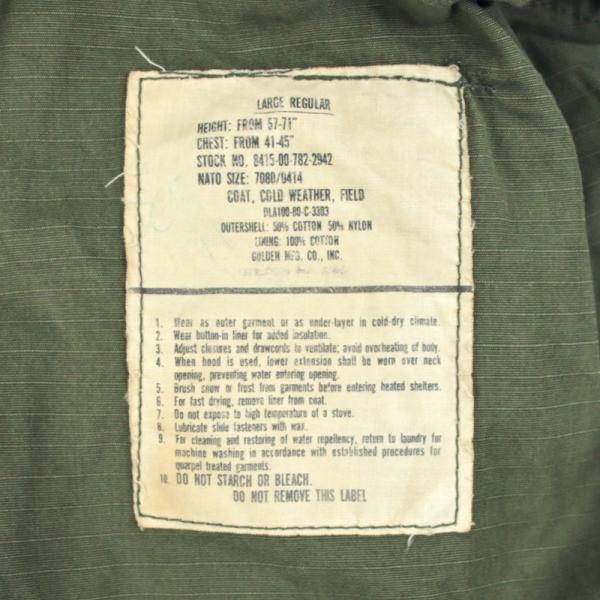 LARGE REGULAR
HEIGHT: FROM 67-71"
CHEST: FROM 41-45"
STOCK NO. 8415-00-782-2942
NATO SIZE: 7080/9414
COAT, COLD WEATHER, FIELD
DLA100-80-C-3303
OUTERSHELL: 50% COTTON 50% NYLON
LINING: 100% COTTON
GOLDEN MFG. CO., INC.
1. Wear as outer garment or as under-layer in cold-dry climate.
2. Wear button-in liner for added insulation.
3. Adjust closures and drawcords to ventilate; avoid overheating of body.
4. When hood is used, lower extension shall be worn over neck
opening, preventing water entering opening.
5. Brush snow or frost from garments before entering heated shelters.
6. For fast drying, remove liner from coat.
7. Do not expose to high temperature of a stove.
8. Lubricate slide fasteners with wax.
9. For cleaning and restoring of water repellency, return to laundry for
machine washing in accordance with established procedures for
quarpel treated garments.
10. DO NOT STARCH OR BLEACH.
DO NOT REMOVE THIS LABEL